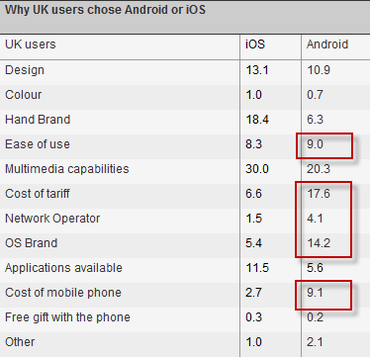 Why UK users chose Android or iOS
UK users iOS Android
Design 13.1 10.9
Colour 1.0 0.7
Hand Brand 18.4 6.3
Ease of use 8.3 9.0
Multimedia capabilities 30.0 20.3
Cost of tariff 6.6 17.6
Network Operator 1.5 4.1
OS Brand 5.4 14.2
Applications available 11.5 5.6
Cost of mobile phone 2.7 9.1
Free gift with the phone 0.3 0.2
Other 1.0 2.1